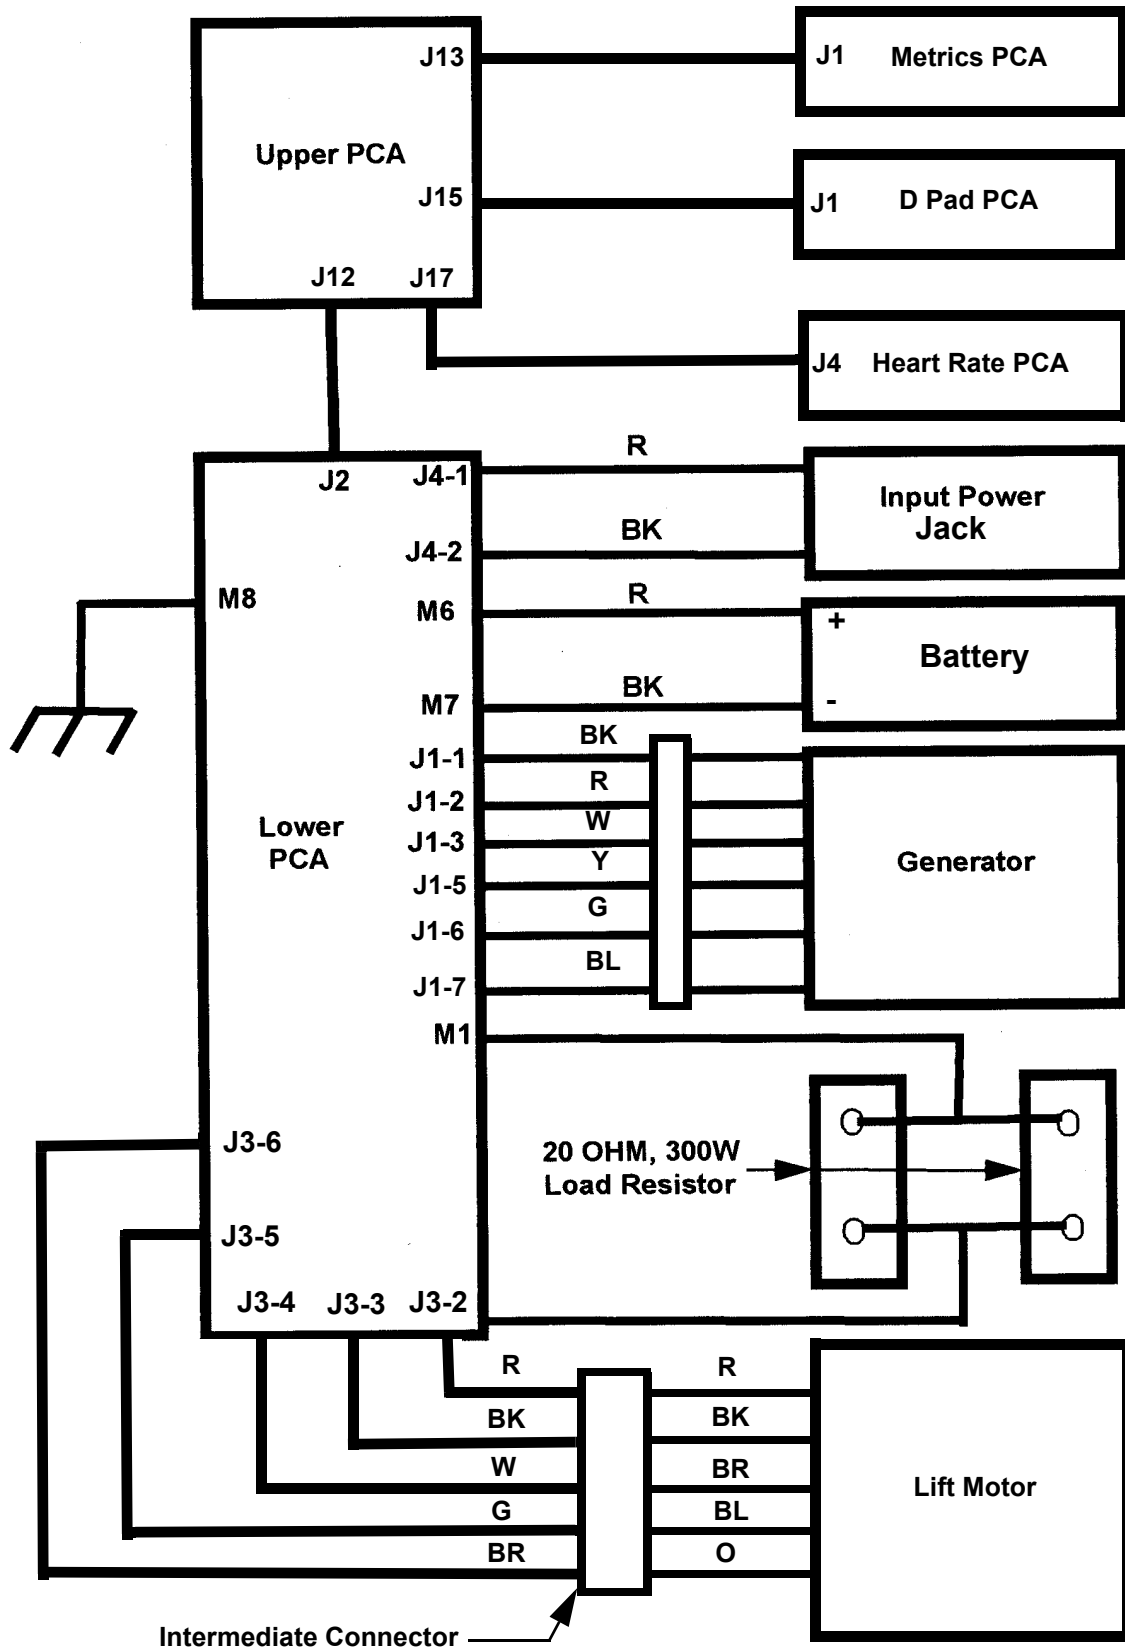 J13
J1 Metrics PCA
Upper PCA
J15
J1 D Pad PCA
J12 J17
J4 Heart Rate PCA
J2
J4-1
R
Input Power
Jack
J4-2
BK
M8
M6
R
+
Battery
M7
BK
-
J1-1
BK
J1-2
R
J1-3
W
Lower
PCA
J1-5
Y
Generator
J1-6
G
J1-7
BL
M1
J3-6
20 OHM, 300W
Load Resistor
J3-5
J3-4 J3-3 J3-2
R R
BK BK
W BR
Lift Motor
G BL
BR O
Intermediate Connector